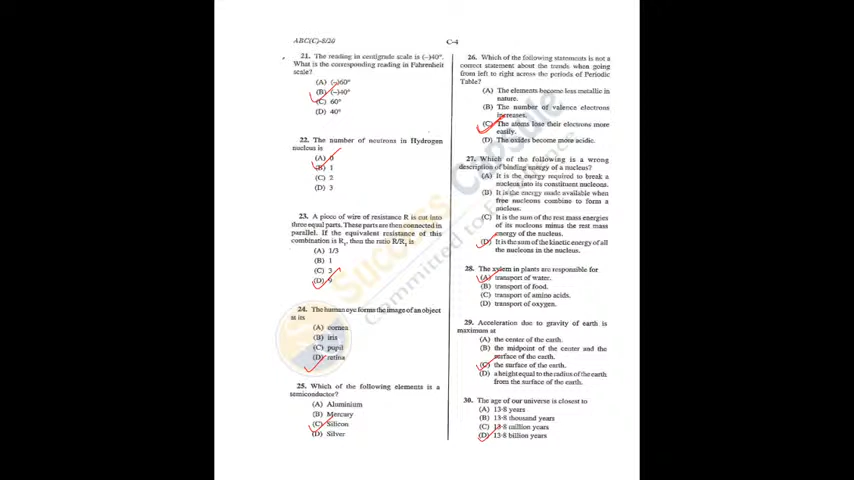 ABC(C)-8/20
C-4
21. The reading in centigrade scale is (–)40°.
What is the corresponding reading in Fahrenheit
scale?
(A) (–)60°
(B) (–)40°
(C) 60°
(D) 40°
22. The number of neutrons in Hydrogen
nucleus is
(A) 0
(B) 1
(C) 2
(D) 3
23. A piece of wire of resistance R is cut into
three equal parts. These parts are then connected in
parallel. If the equivalent resistance of this
combination is R₁, then the ratio R/R₁ is
(A) 1/3
(B) 1
(C) 3
(D) 9
24. The human eye forms the image of an object
at its
(A) cornea
(B) iris
(C) pupil
(D) retina
25. Which of the following elements is a
semiconductor?
(A) Aluminium
(B) Mercury
(C) Silicon
(D) Silver
26. Which of the following statements is not a
correct statement about the trends when going
from left to right across the periods of Periodic
Table?
(A) The elements become less metallic in
nature.
(B) The number of valence electrons
increases.
(C) The atoms lose their electrons more
easily.
(D) The oxides become more acidic.
27. Which of the following is a wrong
description of binding energy of a nucleus?
(A) It is the energy required to break a
nucleus into its constituent nucleons.
(B) It is the energy made available when
free nucleons combine to form a
nucleus.
(C) It is the sum of the rest mass energies
of its nucleons minus the rest mass
energy of the nucleus.
(D) It is the sum of the kinetic energy of all
the nucleons in the nucleus.
28. The xylem in plants are responsible for
(A) transport of water.
(B) transport of food.
(C) transport of amino acids.
(D) transport of oxygen.
29. Acceleration due to gravity of earth is
maximum at
(A) the center of the earth.
(B) the midpoint of the center and the
surface of the earth.
(C) the surface of the earth.
(D) a height equal to the radius of the earth
from the surface of the earth.
30. The age of our universe is closest to
(A) 13·8 years
(B) 13·8 thousand years
(C) 13·8 million years
(D) 13·8 billion years
Success Capsule
Committed to Excellence